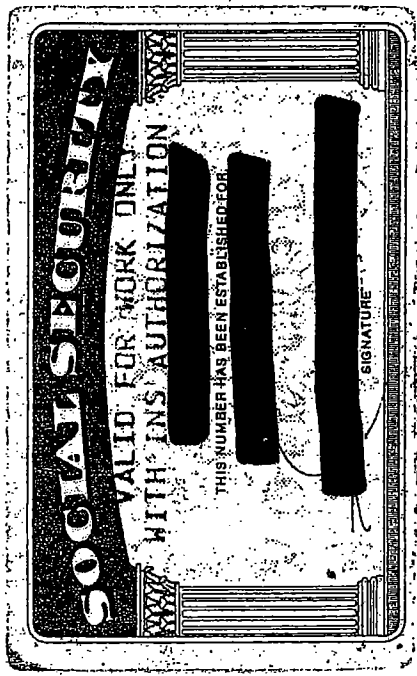 SOCIAL SECURITY
VALID FOR WORK ONLY
WITH INS AUTHORIZATION
THIS NUMBER HAS BEEN ESTABLISHED FOR
SIGNATURE